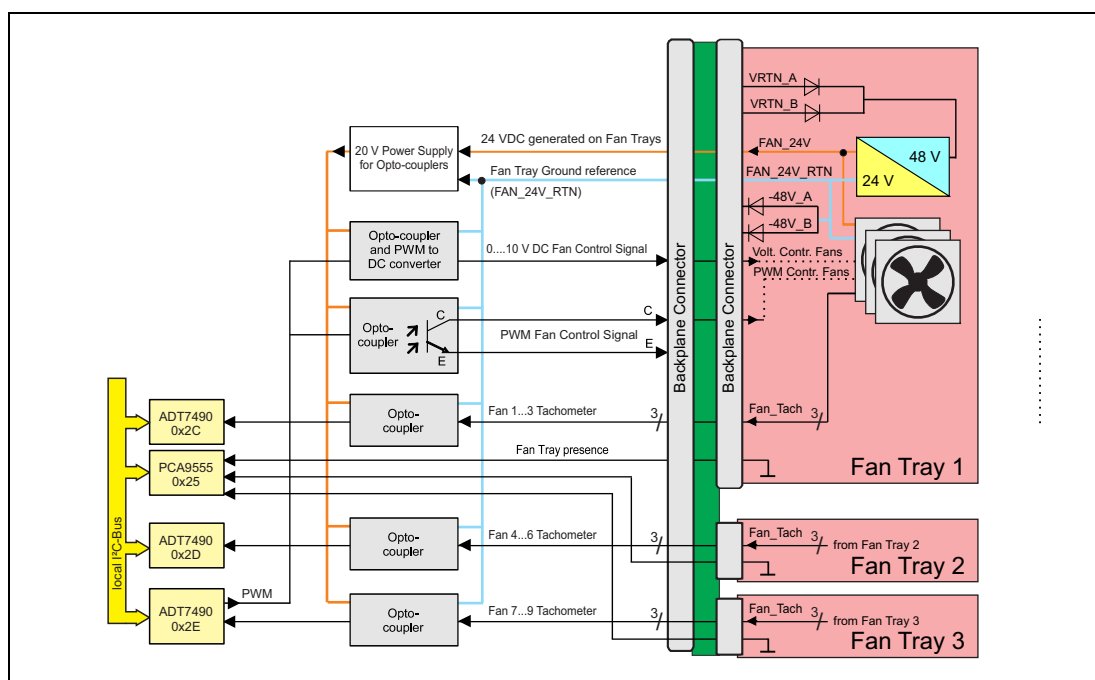 VRTN_A
VRTN_B
24 VDC generated on Fan Trays
FAN_24V
20 V Power Supply
for Opto-couplers
48 V
24 V
Fan Tray Ground reference
(FAN_24V_RTN)
FAN_24V_RTN
-48V_A
-48V_B
Opto-coupler
and PWM to
DC converter
0....10 V DC Fan Control Signal
Volt. Contr. Fans
PWM Contr. Fans
Backplane Connector
Backplane Connector
Opto-
coupler
C
E
C
PWM Fan Control Signal
E
local I²C-Bus
ADT7490
0x2C
Opto-
coupler
Fan 1...3 Tachometer
3
Fan_Tach
3
Fan Tray presence
PCA9555
0x25
Fan Tray 1
ADT7490
0x2D
Opto-
coupler
Fan 4...6 Tachometer
3
Fan_Tach
3
from Fan Tray 2
Fan Tray 2
PWM
ADT7490
0x2E
Opto-
coupler
Fan 7...9 Tachometer
3
Fan_Tach
3
from Fan Tray 3
Fan Tray 3